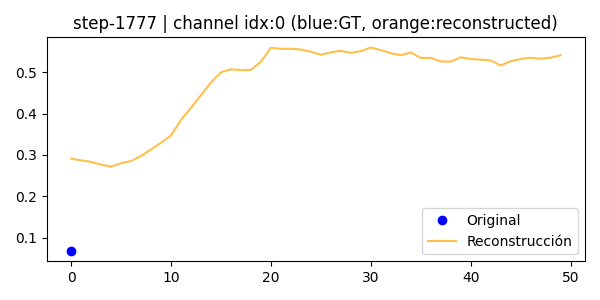 step-1777 | channel idx:0 (blue:GT, orange:reconstructed)
0.5
0.4
0.3
0.2
0.1
Original
Reconstrucción
0 10 20 30 40 50